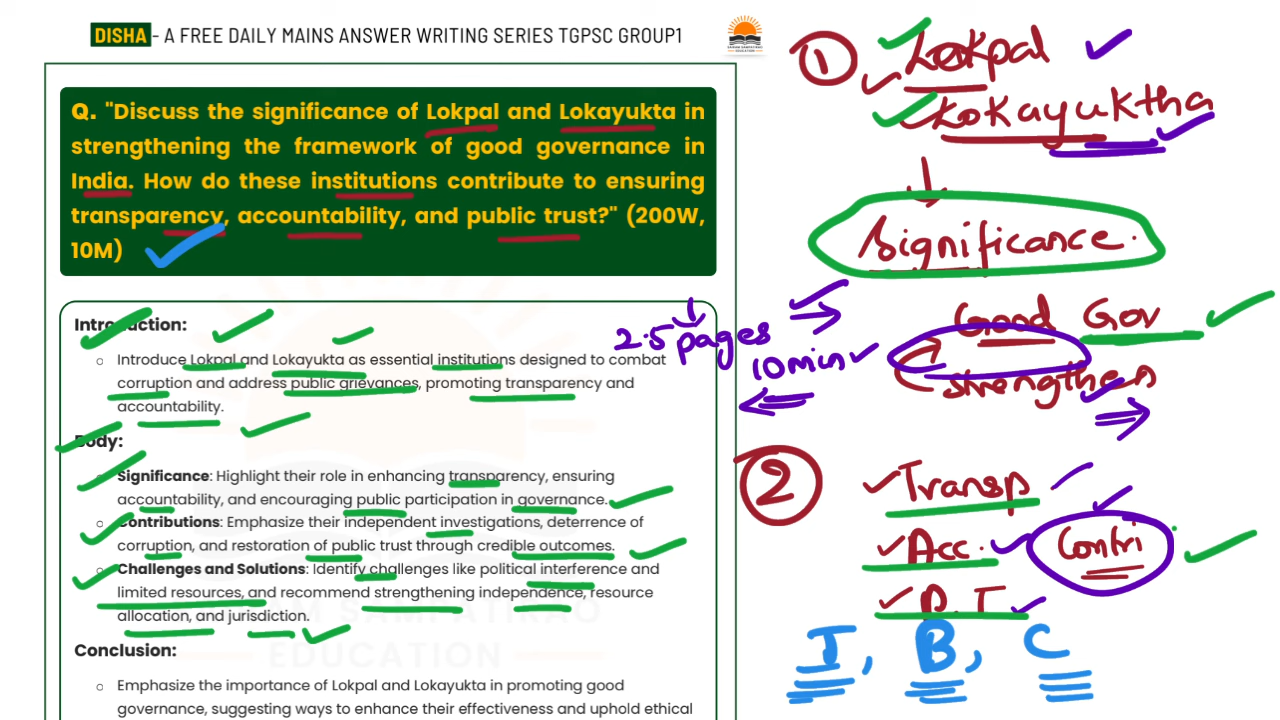 DISHA - A FREE DAILY MAINS ANSWER WRITING SERIES TGPSC GROUP1
Q. "Discuss the significance of Lokpal and Lokayukta in
strengthening the framework of good governance in
India. How do these institutions contribute to ensuring
transparency, accountability, and public trust?" (200W,
10M)
Introduction:
Introduce Lokpal and Lokayukta as essential institutions designed to combat
corruption and address public grievances, promoting transparency and
accountability.
Body:
Significance: Highlight their role in enhancing transparency, ensuring
accountability, and encouraging public participation in governance.
Contributions: Emphasize their independent investigations, deterrence of
corruption, and restoration of public trust through credible outcomes.
Challenges and Solutions: Identify challenges like political interference and
limited resources, and recommend strengthening independence, resource
allocation, and jurisdiction.
Conclusion:
Emphasize the importance of Lokpal and Lokayukta in promoting good
governance, suggesting ways to enhance their effectiveness and uphold ethical
EDUCATION
① Lokpal
Lokayuktha
Significance.
Good Gov
strengthen
2.5 pages
10min
② Transp
Acc.
Contri
P.T
I, B, C